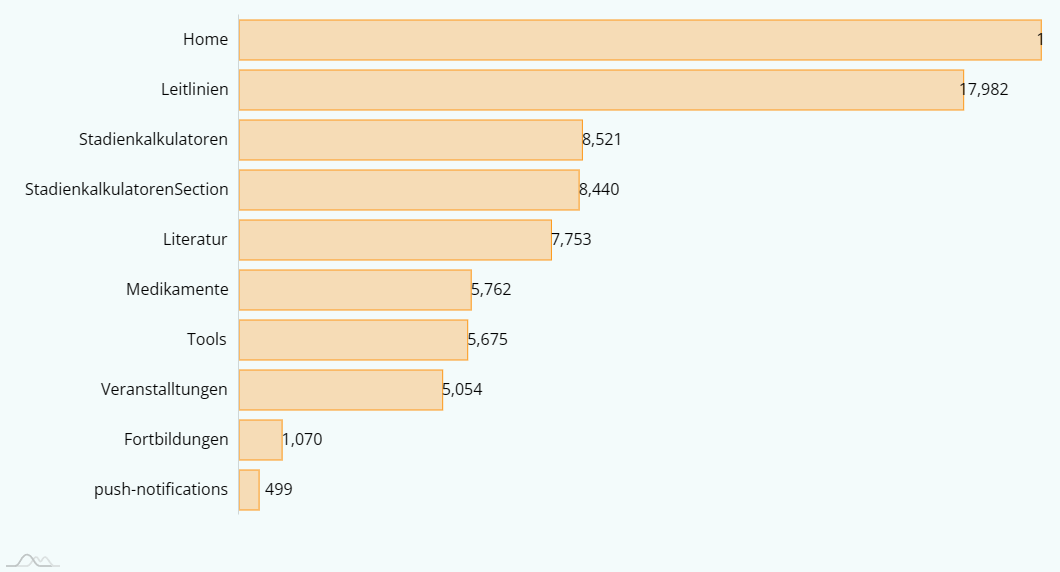 Home 1
Leitlinien 17,982
Stadienkalkulatoren 8,521
StadienkalkulatorenSection 8,440
Literatur 7,753
Medikamente 5,762
Tools 5,675
Veranstalltungen 5,054
Fortbildungen 1,070
push-notifications 499